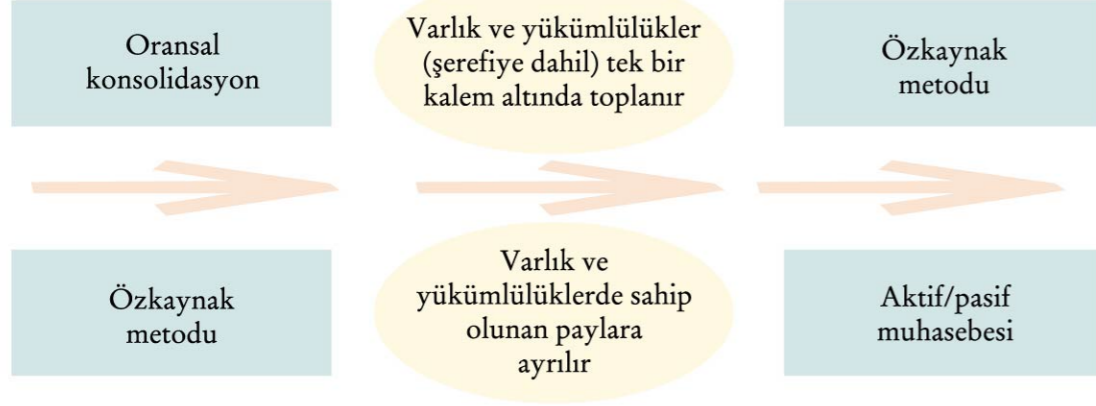 Oransal
konsolidasyon
Varlık ve yükümlülükler
(şerefiye dahil) tek bir
kalem altında toplanır
Özkaynak
metodu
Özkaynak
metodu
Varlık ve
yükümlülüklerde sahip
olunan paylara
ayrılır
Aktif/pasif
muhasebesi